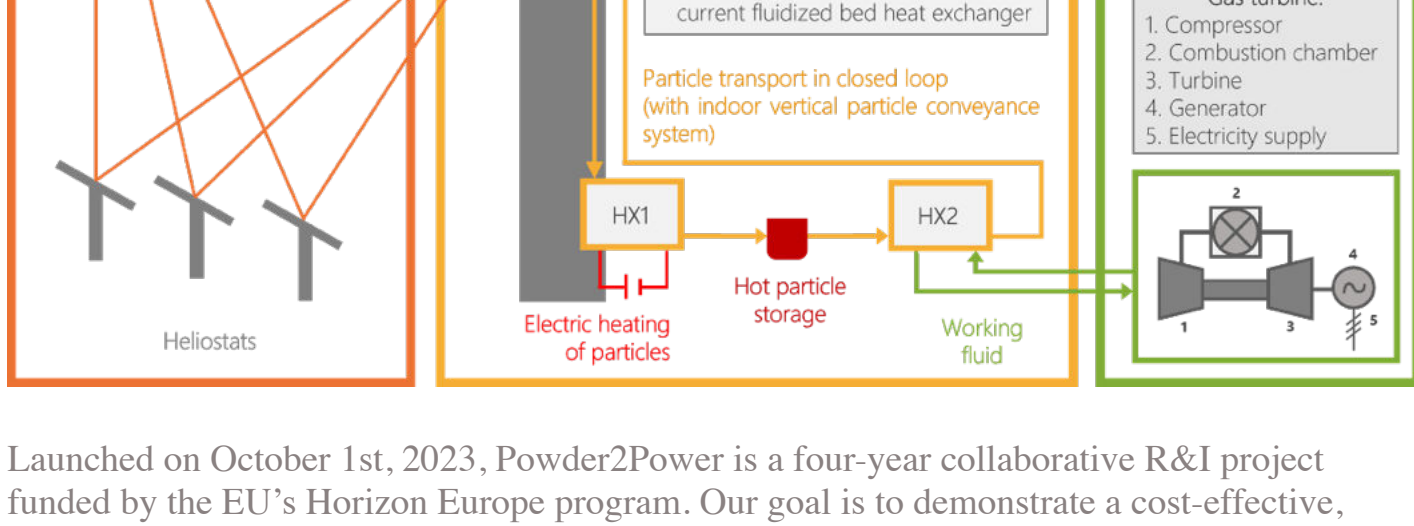 current fluidized bed heat exchanger
Particle transport in closed loop
(with indoor vertical particle conveyance
system)
HX1
HX2
Hot particle
storage
Electric heating
of particles
Working
fluid
Heliostats
Gas turbine:
1. Compressor
2. Combustion chamber
3. Turbine
4. Generator
5. Electricity supply
2
4
1
3
5
Launched on October 1st, 2023, Powder2Power is a four-year collaborative R&I project
funded by the EU’s Horizon Europe program. Our goal is to demonstrate a cost-effective,